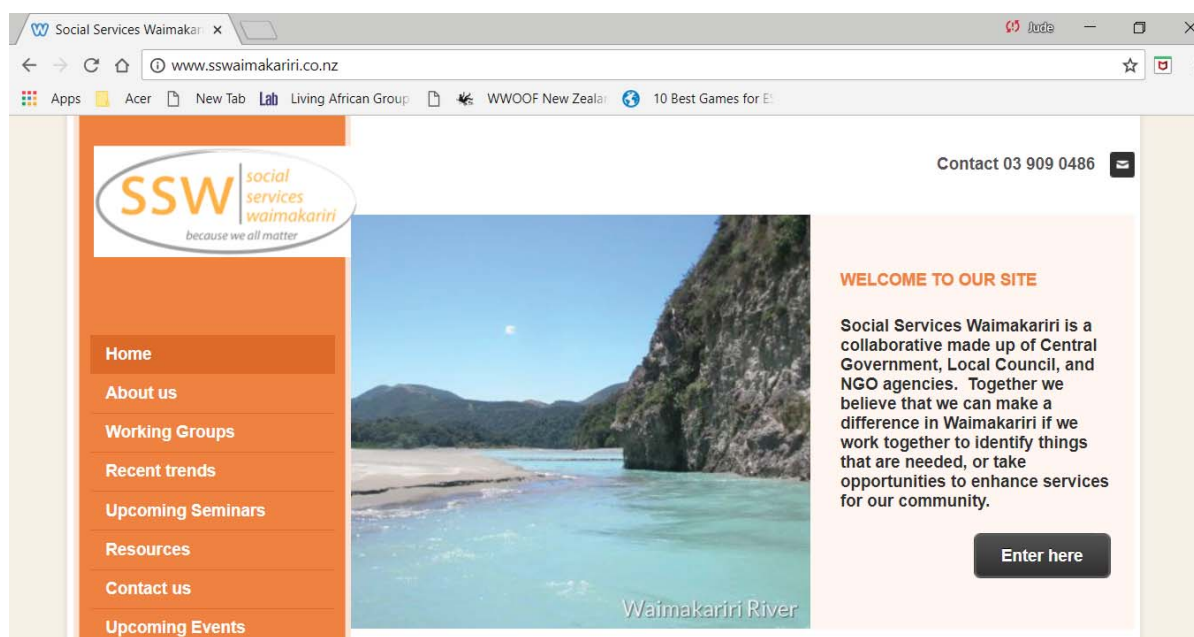 Social Services Waimakar
Jude
www.sswaimakariri.co.nz
Apps Acer New Tab Lab Living African Group WWOOF New Zealan 10 Best Games for ES
Contact 03 909 0486
SSW social
services
waimakariri
because we all matter
Home
About us
Working Groups
Recent trends
Upcoming Seminars
Resources
Contact us
Upcoming Events
Waimakariri River
WELCOME TO OUR SITE
Social Services Waimakariri is a
collaborative made up of Central
Government, Local Council, and
NGO agencies. Together we
believe that we can make a
difference in Waimakariri if we
work together to identify things
that are needed, or take
opportunities to enhance services
for our community.
Enter here